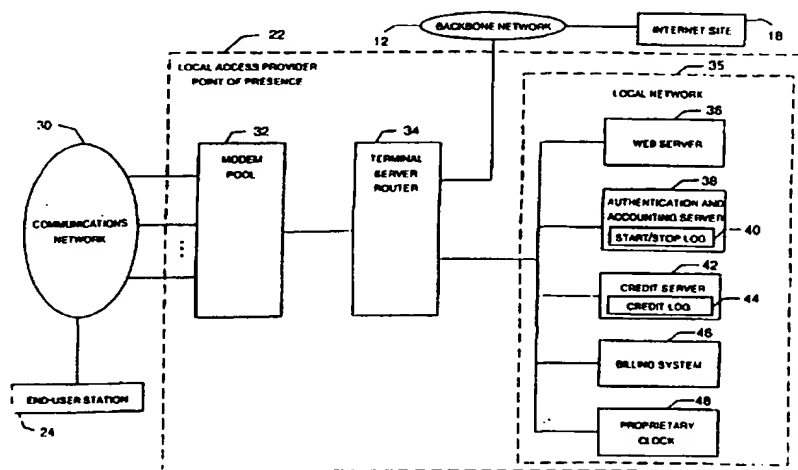 BACKBONE NETWORK
12
INTERNET SITE
18
22
LOCAL ACCESS PROVIDER
POINT OF PRESENCE
35
LOCAL NETWORK
30
COMMUNICATIONS
NETWORK
32
MODEM
POOL
34
TERMINAL
SERVER
ROUTER
36
WEB SERVER
38
AUTHENTICATION AND
ACCOUNTING SERVER
START/STOP LOG
40
42
CREDIT SERVER
CREDIT LOG
44
46
BILLING SYSTEM
48
PROPRIETARY
CLOCK
END-USER STATION
24